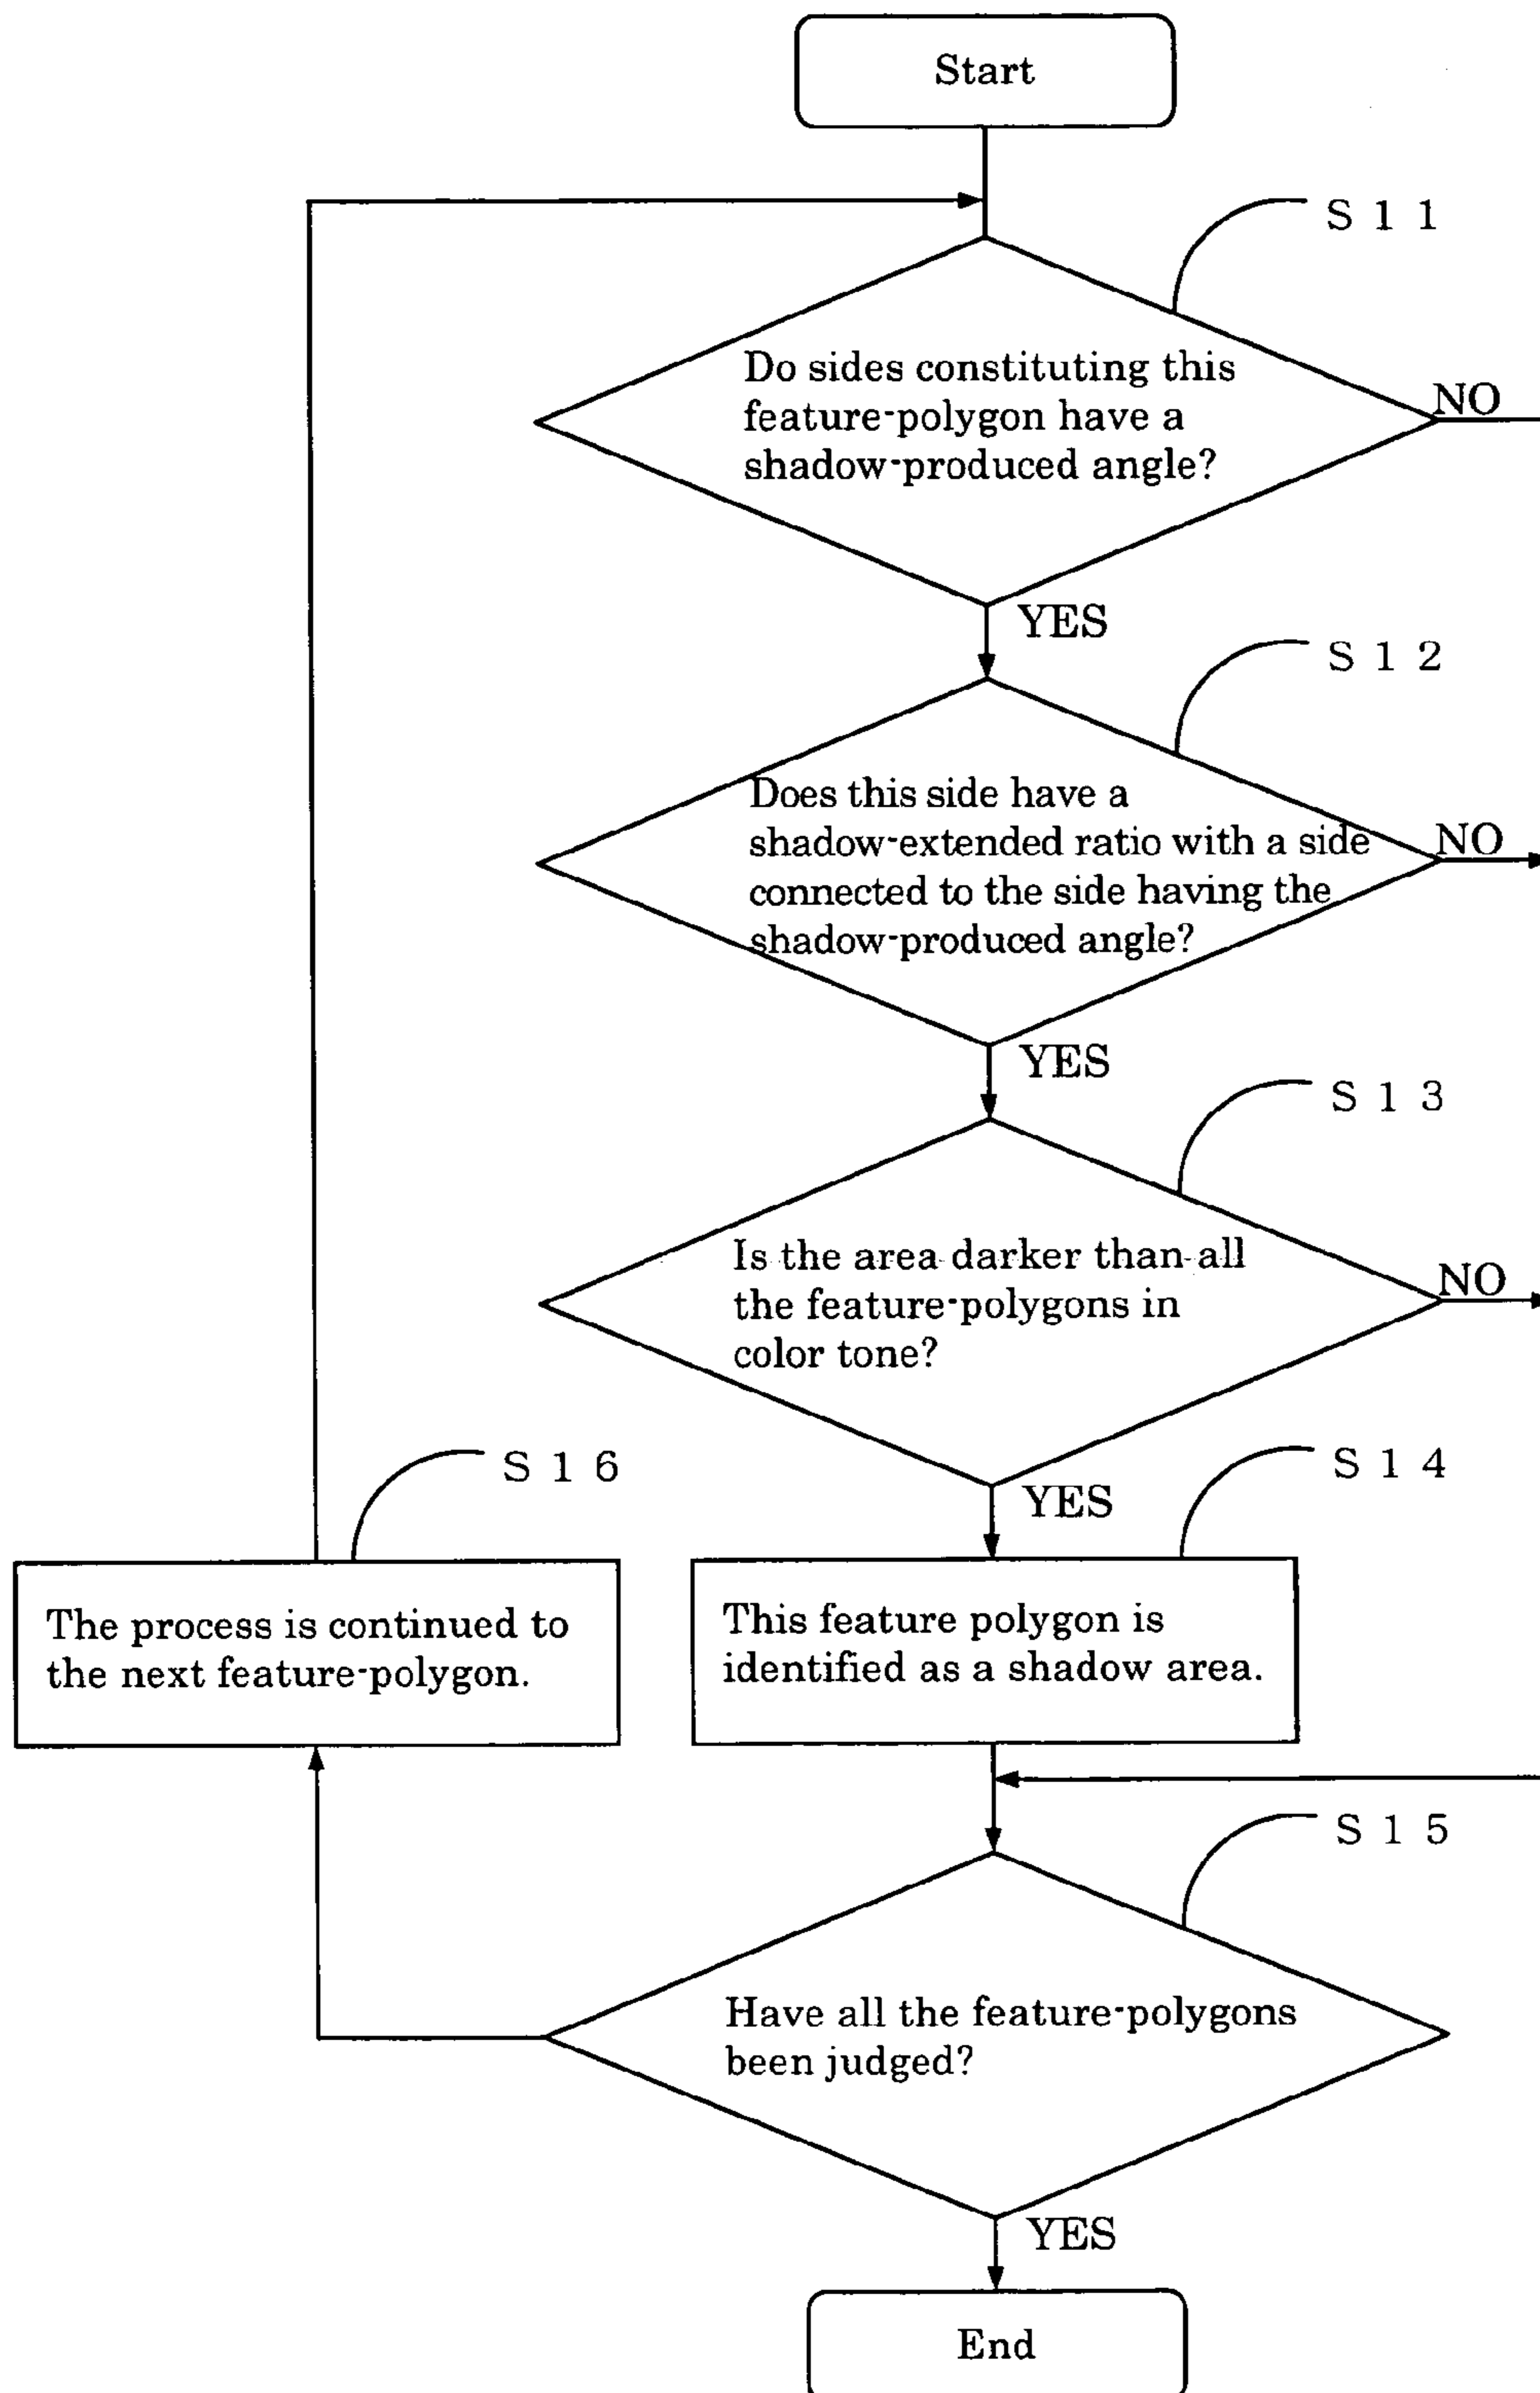 Start
S 1 1
Do sides constituting this
feature-polygon have a
shadow-produced angle?
NO
YES
S 1 2
Does this side have a
shadow-extended ratio with a side
connected to the side having the
shadow-produced angle?
NO
YES
S 1 3
Is the area darker than all
the feature-polygons in
color tone?
NO
YES
S 1 4
This feature polygon is
identified as a shadow area.
S 1 6
The process is continued to
the next feature-polygon.
S 1 5
Have all the feature-polygons
been judged?
YES
End